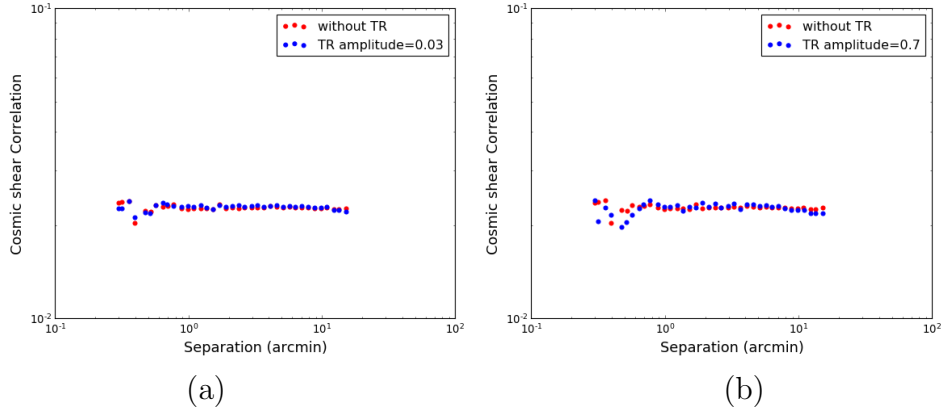 10^-1
without TR
TR amplitude=0.03
Cosmic shear Correlation
10^-2
10^-1
10^0
10^1
10^2
Separation (arcmin)
(a)
10^-1
without TR
TR amplitude=0.7
Cosmic shear Correlation
10^-2
10^-1
10^0
10^1
10^2
Separation (arcmin)
(b)